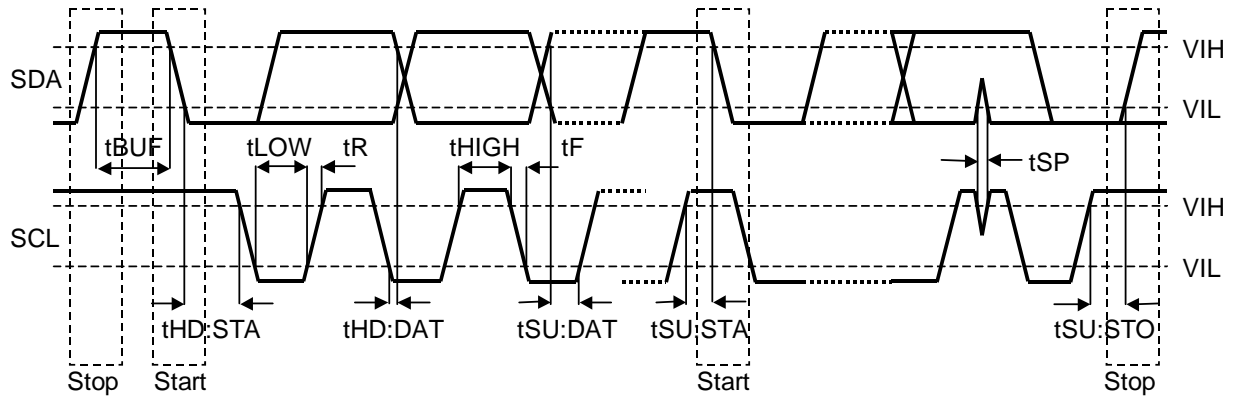 VIH
SDA
VIL
tBUF tLOW tR tHIGH tF
tSP
VIH
SCL
VIL
tHD:STA tHD:DAT tSU:DAT tSU:STA tSU:STO
Stop Start Start Stop